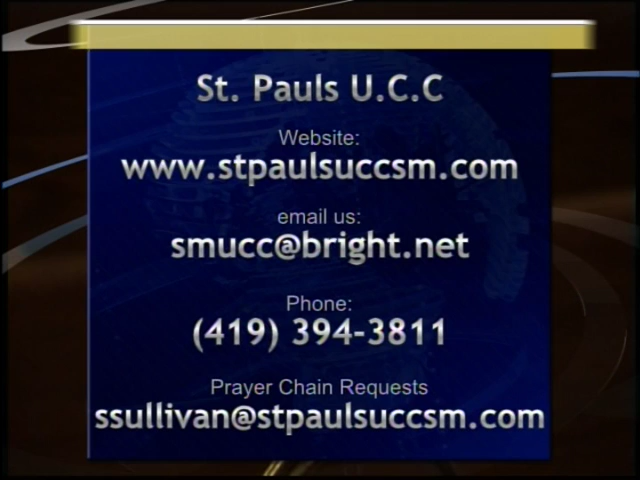 St. Pauls U.C.C
Website:
www.stpaulsuccsm.com
email us:
smucc@bright.net
Phone:
(419) 394-3811
Prayer Chain Requests
ssullivan@stpaulsuccsm.com